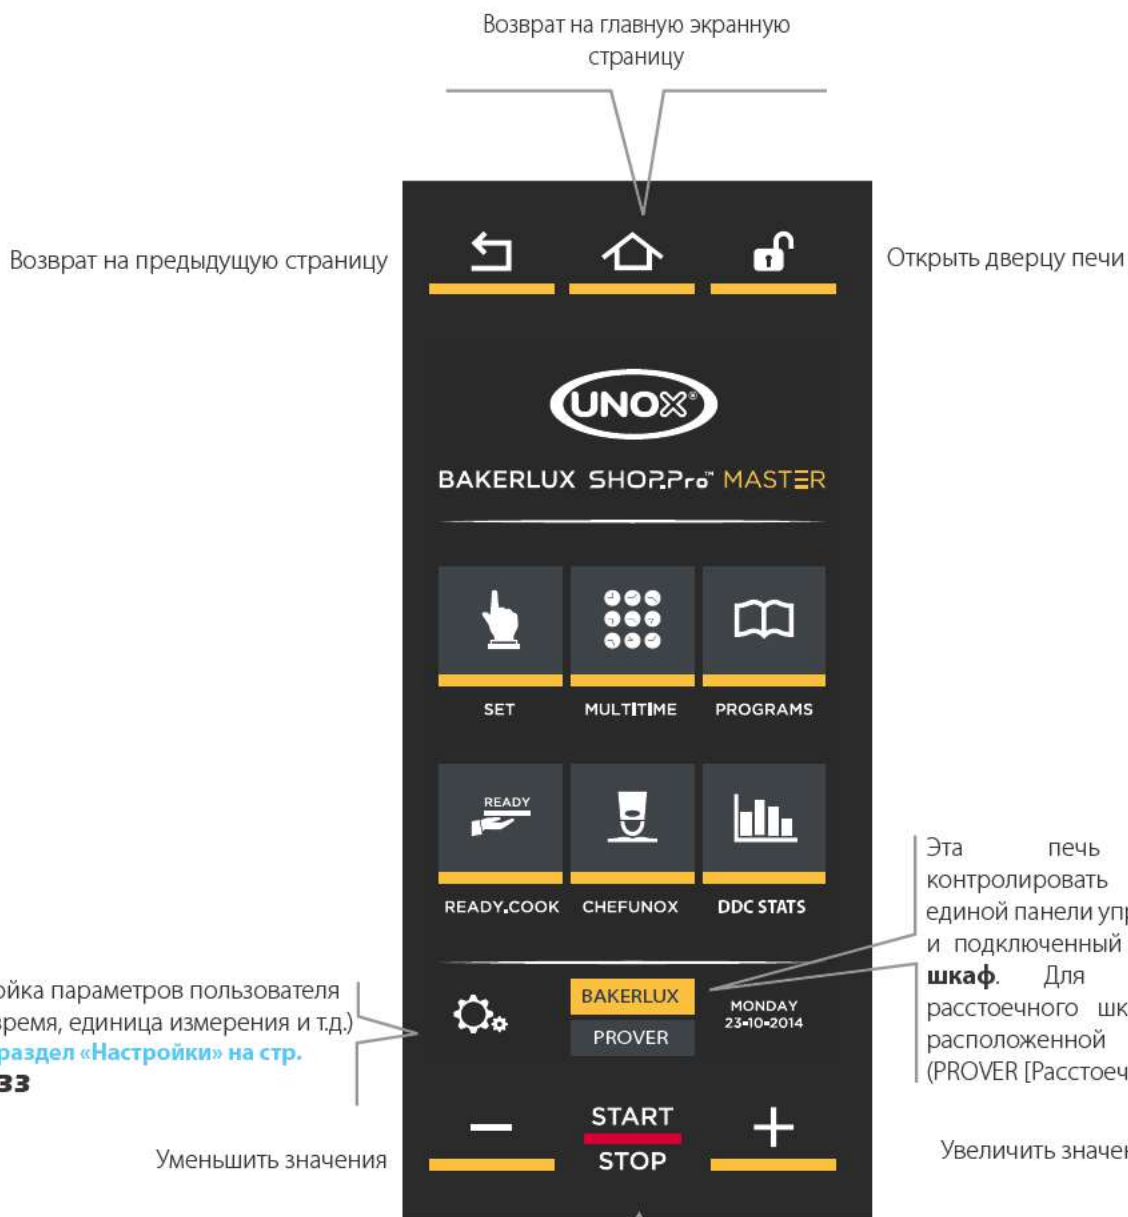 Возврат на главную экранную
страницу
Возврат на предыдущую страницу
Открыть дверцу печи
UNOX®
BAKERLUX SHOP.Pro™ MASTER
SET
MULTITIME
PROGRAMS
READY
READY.COOK
CHEFUNOX
DDC STATS
Эта печь
контролировать
единой панели
и подключенный
шкаф. Для
расстоечного
расположенной
(PROVER
параметров пользователя
время, единица измерения и т.д.)
раздел «Настройки» на стр.
33
BAKERLUX
PROVER
MONDAY
23-10-2014
Уменьшить значения
START
STOP
Увеличить